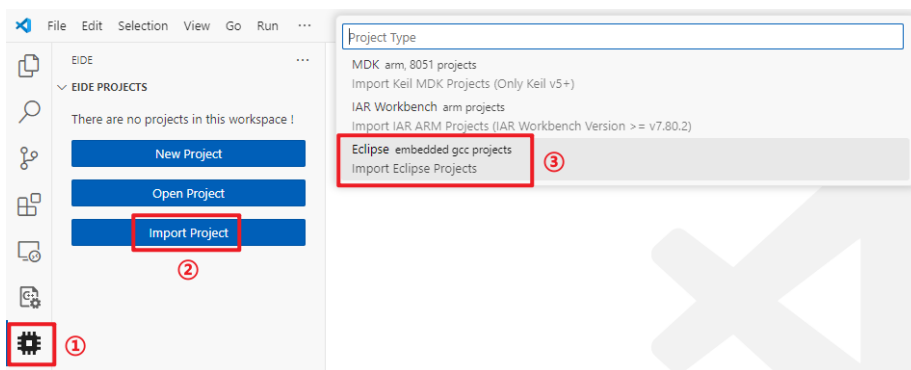 File Edit Selection View Go Run ···
Project Type
EIDE ···
MDK arm, 8051 projects
Import Keil MDK Projects (Only Keil v5+)
EIDE PROJECTS
IAR Workbench arm projects
Import IAR ARM Projects (IAR Workbench Version >= v7.80.2)
There are no projects in this workspace !
Eclipse embedded gcc projects
Import Eclipse Projects
③
New Project
Open Project
Import Project
②
①